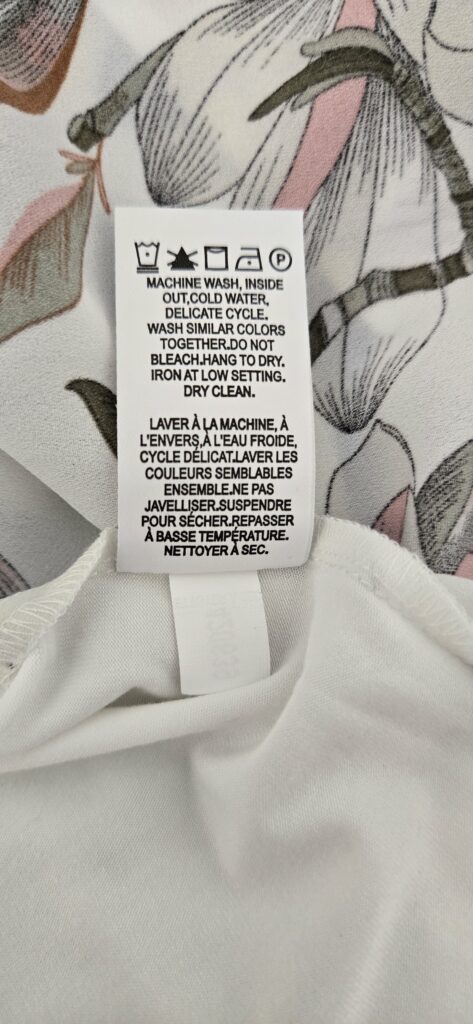 P
MACHINE WASH, INSIDE
OUT,COLD WATER,
DELICATE CYCLE.
WASH SIMILAR COLORS
TOGETHER.DO NOT
BLEACH.HANG TO DRY.
IRON AT LOW SETTING.
DRY CLEAN.
LAVER À LA MACHINE, À
L'ENVERS,À L'EAU FROIDE,
CYCLE DÉLICAT.LAVER LES
COULEURS SEMBLABLES
ENSEMBLE.NE PAS
JAVELLISER.SUSPENDRE
POUR SÉCHER.REPASSER
À BASSE TEMPÉRATURE.
NETTOYER À SEC.